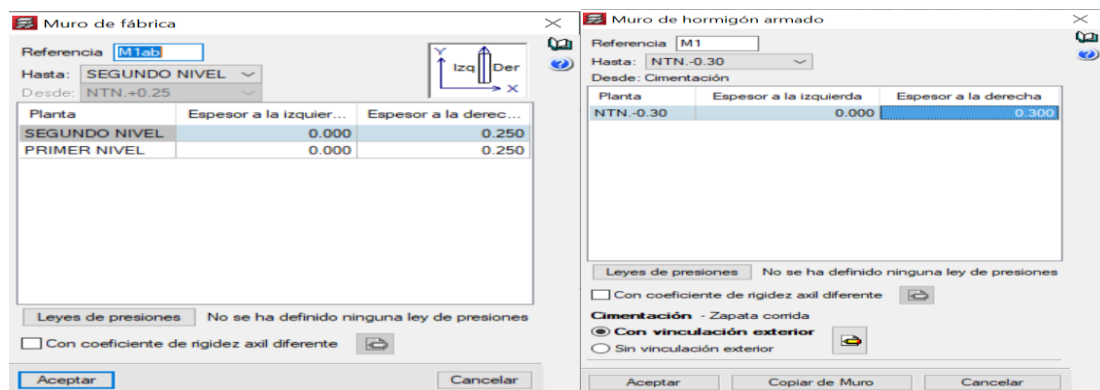 Muro de fábrica
Referencia M1ab
Hasta: SEGUNDO NIVEL
Desde: NTN.+0.25
Y
Izq Der
X
Planta Espesor a la izquier... Espesor a la derec...
SEGUNDO NIVEL 0.000 0.250
PRIMER NIVEL 0.000 0.250
Leyes de presiones No se ha definido ninguna ley de presiones
Con coeficiente de rigidez axil diferente
Aceptar Cancelar
Muro de hormigón armado
Referencia M1
Hasta: NTN.-0.30
Desde: Cimentación
Planta Espesor a la izquierda Espesor a la derecha
NTN.-0.30 0.000 0.300
Leyes de presiones No se ha definido ninguna ley de presiones
Con coeficiente de rigidez axil diferente
Cimentación - Zapata corrida
Con vinculación exterior
Sin vinculación exterior
Aceptar Copiar de Muro Cancelar